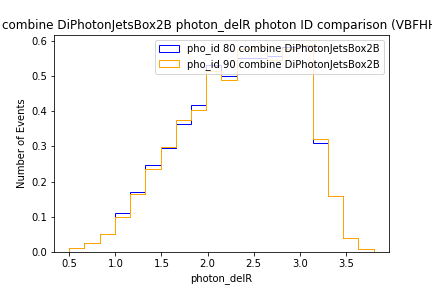 combine DiPhotonJetsBox2B photon_delR photon ID comparison (VBFHH
pho_id 80 combine DiPhotonJetsBox2B
pho_id 90 combine DiPhotonJetsBox2B
Number of Events
0.6
0.5
0.4
0.3
0.2
0.1
0.0
0.5 1.0 1.5 2.0 2.5 3.0 3.5
photon_delR